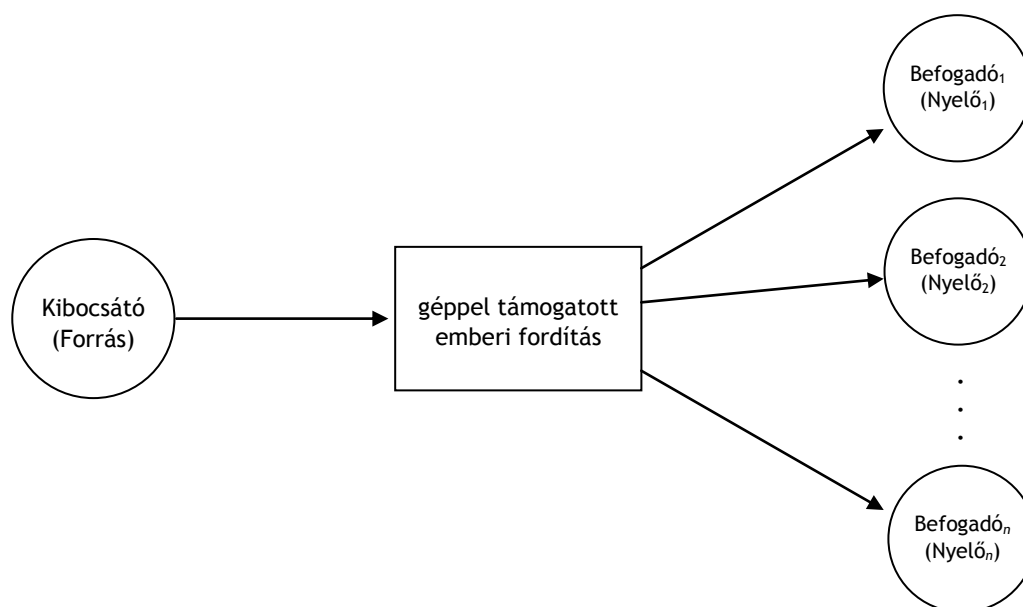 Kibocsátó
(Forrás)
géppel támogatott
emberi fordítás
Befogadó₁
(Nyelő₁)
Befogadó₂
(Nyelő₂)
.
.
.
Befogadóₙ
(Nyelőₙ)